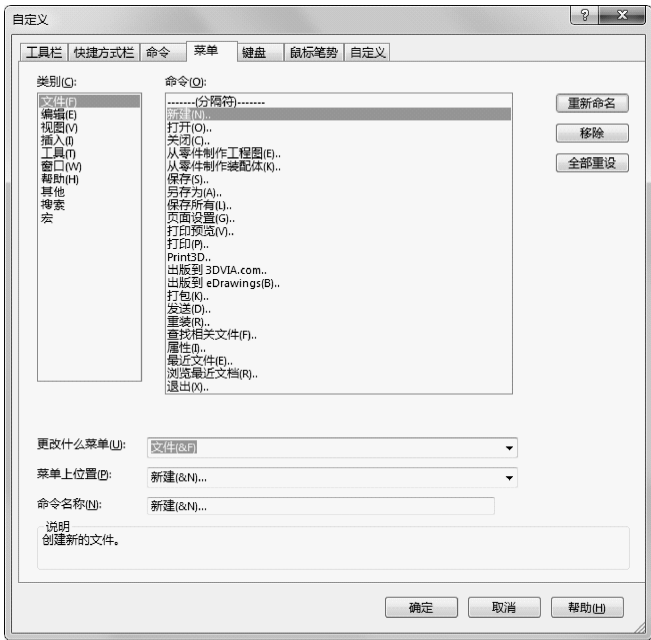 自定义
工具栏 快捷方式栏 命令 菜单 键盘 鼠标笔势 自定义
类别(C):
文件(F)
编辑(E)
视图(V)
插入(I)
工具(T)
窗口(W)
帮助(H)
其他
搜索
宏
命令(O):
-------(分隔符)-------
新建(N)..
打开(O)..
关闭(C)..
从零件制作工程图(E)..
从零件制作装配体(K)..
保存(S)..
另存为(A)..
保存所有(L)..
页面设置(G)..
打印预览(V)..
打印(P)..
Print3D..
出版到 3DVIA.com..
出版到 eDrawings(B)..
打包(K)..
发送(D)..
重装(R)..
查找相关文件(F)..
属性(I)..
最近文件(E)..
浏览最近文档(R)..
退出(X)..
重新命名
移除
全部重设
更改什么菜单(U): 文件(&F)
菜单上位置(P): 新建(&N)...
命令名称(N): 新建(&N)...
说明
创建新的文件。
确定 取消 帮助(H)